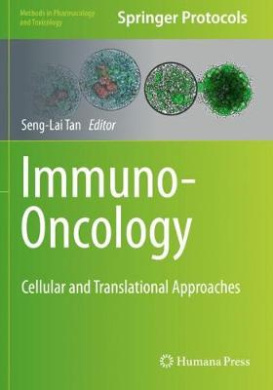 Methods in Pharmacology
and Toxicology
Springer Protocols
Seng-Lai Tan Editor
Immuno-
Oncology
Cellular and Translational Approaches
Humana Press